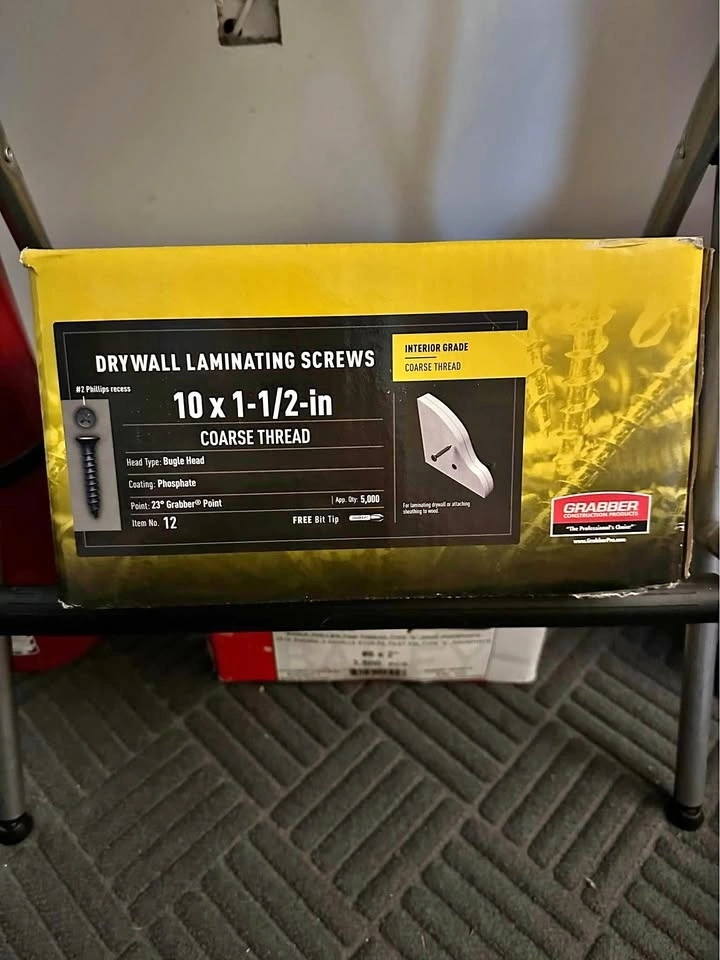 DRYWALL LAMINATING SCREWS
INTERIOR GRADE
COARSE THREAD
#2 Phillips recess
10 x 1-1/2-in
COARSE THREAD
Head Type: Bugle Head
Coating: Phosphate
Point: 23° Grabber® Point
App. Qty: 5,000
Item No. 12
FREE Bit Tip
For laminating drywall or attaching
sheathing to wood.
GRABBER
CONSTRUCTION PRODUCTS
"The Professional's Choice"
www.GrabberPro.com
#6 x 2"